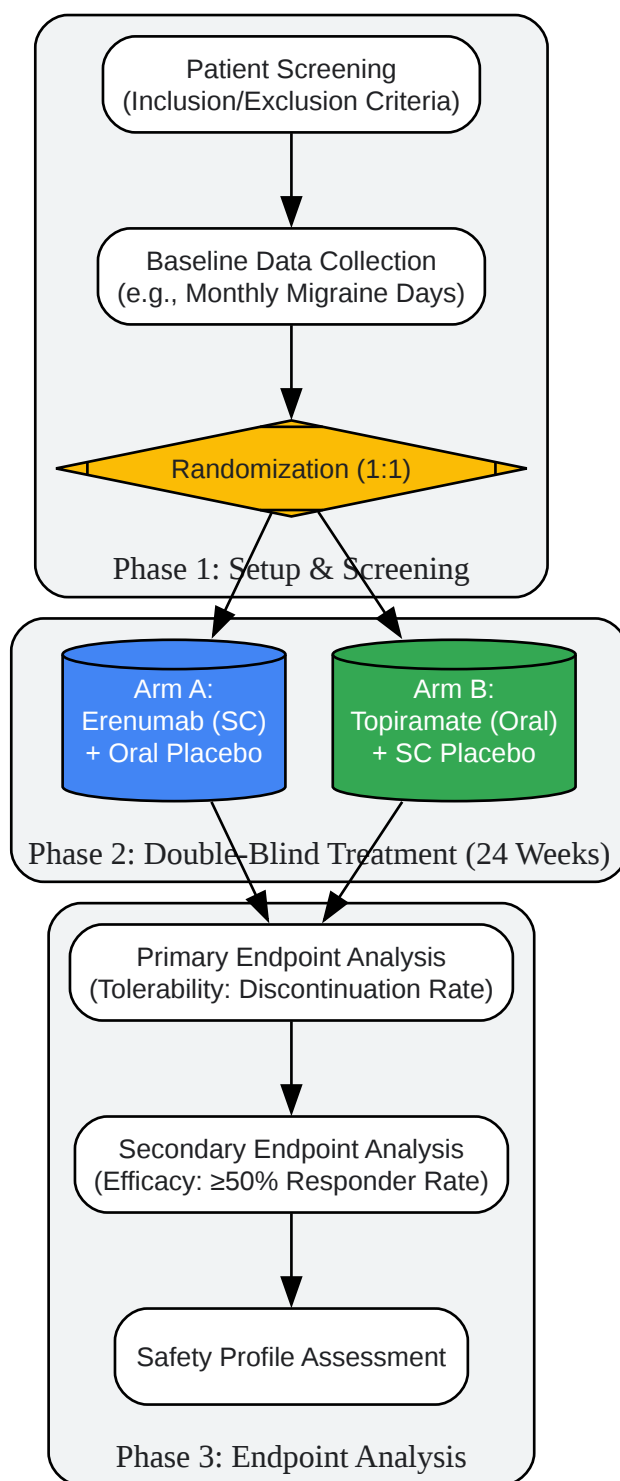 Patient Screening
(Inclusion/Exclusion Criteria)
Baseline Data Collection
(e.g., Monthly Migraine Days)
Randomization (1:1)
Phase 1: Setup & Screening
Arm A:
Erenumab (SC)
+ Oral Placebo
Arm B:
Topiramate (Oral)
+ SC Placebo
Phase 2: Double-Blind Treatment (24 Weeks)
Primary Endpoint Analysis
(Tolerability: Discontinuation Rate)
Secondary Endpoint Analysis
(Efficacy: ≥50% Responder Rate)
Safety Profile Assessment
Phase 3: Endpoint Analysis